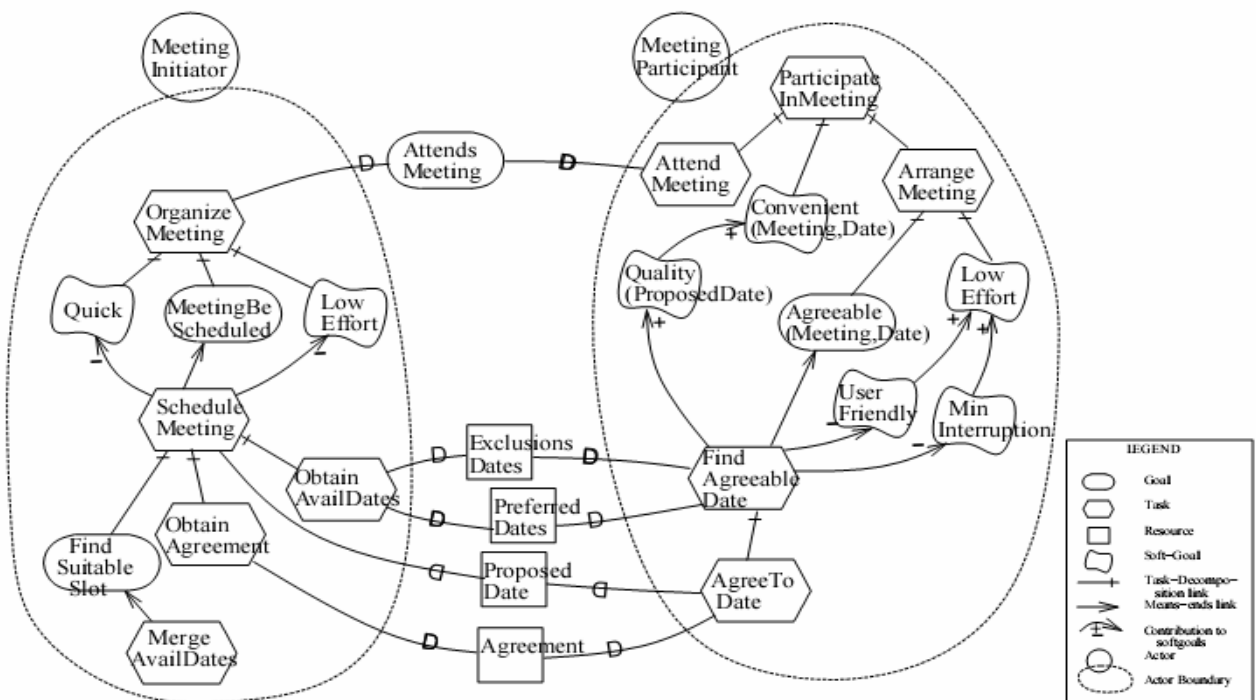 Meeting
Initiator
Meeting
Participant
Participate
InMeeting
Attends
Meeting
D
D
Attend
Meeting
Arrange
Meeting
Organize
Meeting
Convenient
(Meeting,Date)
+
Quality
(ProposedDate)
+
Low
Effort
+
+
Quick
MeetingBe
Scheduled
Low
Effort
-
-
Agreeable
(Meeting,Date)
User
Friendly
-
Min
Interruption
-
Schedule
Meeting
D
Exclusions
Dates
D
Find
Agreeable
Date
Obtain
AvailDates
D
Preferred
Dates
D
Obtain
Agreement
Find
Suitable
Slot
D
Proposed
Date
D
AgreeTo
Date
Merge
AvailDates
D
Agreement
D
LEGEND
Goal
Task
Resource
Soft-Goal
Task-Decompo-
sition link
Means-ends link
±
Contribution to
softgoals
Actor
Actor Boundary